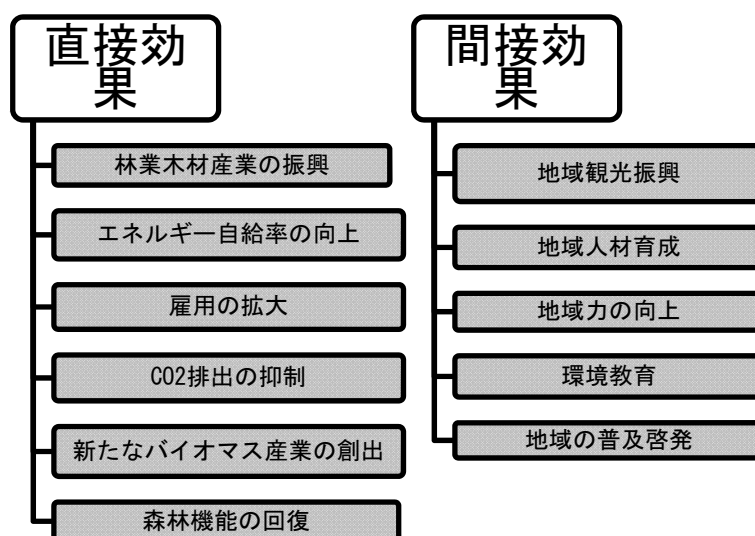 直接効
果
林業木材産業の振興
エネルギー自給率の向上
雇用の拡大
CO2排出の抑制
新たなバイオマス産業の創出
森林機能の回復
間接効
果
地域観光振興
地域人材育成
地域力の向上
環境教育
地域の普及啓発